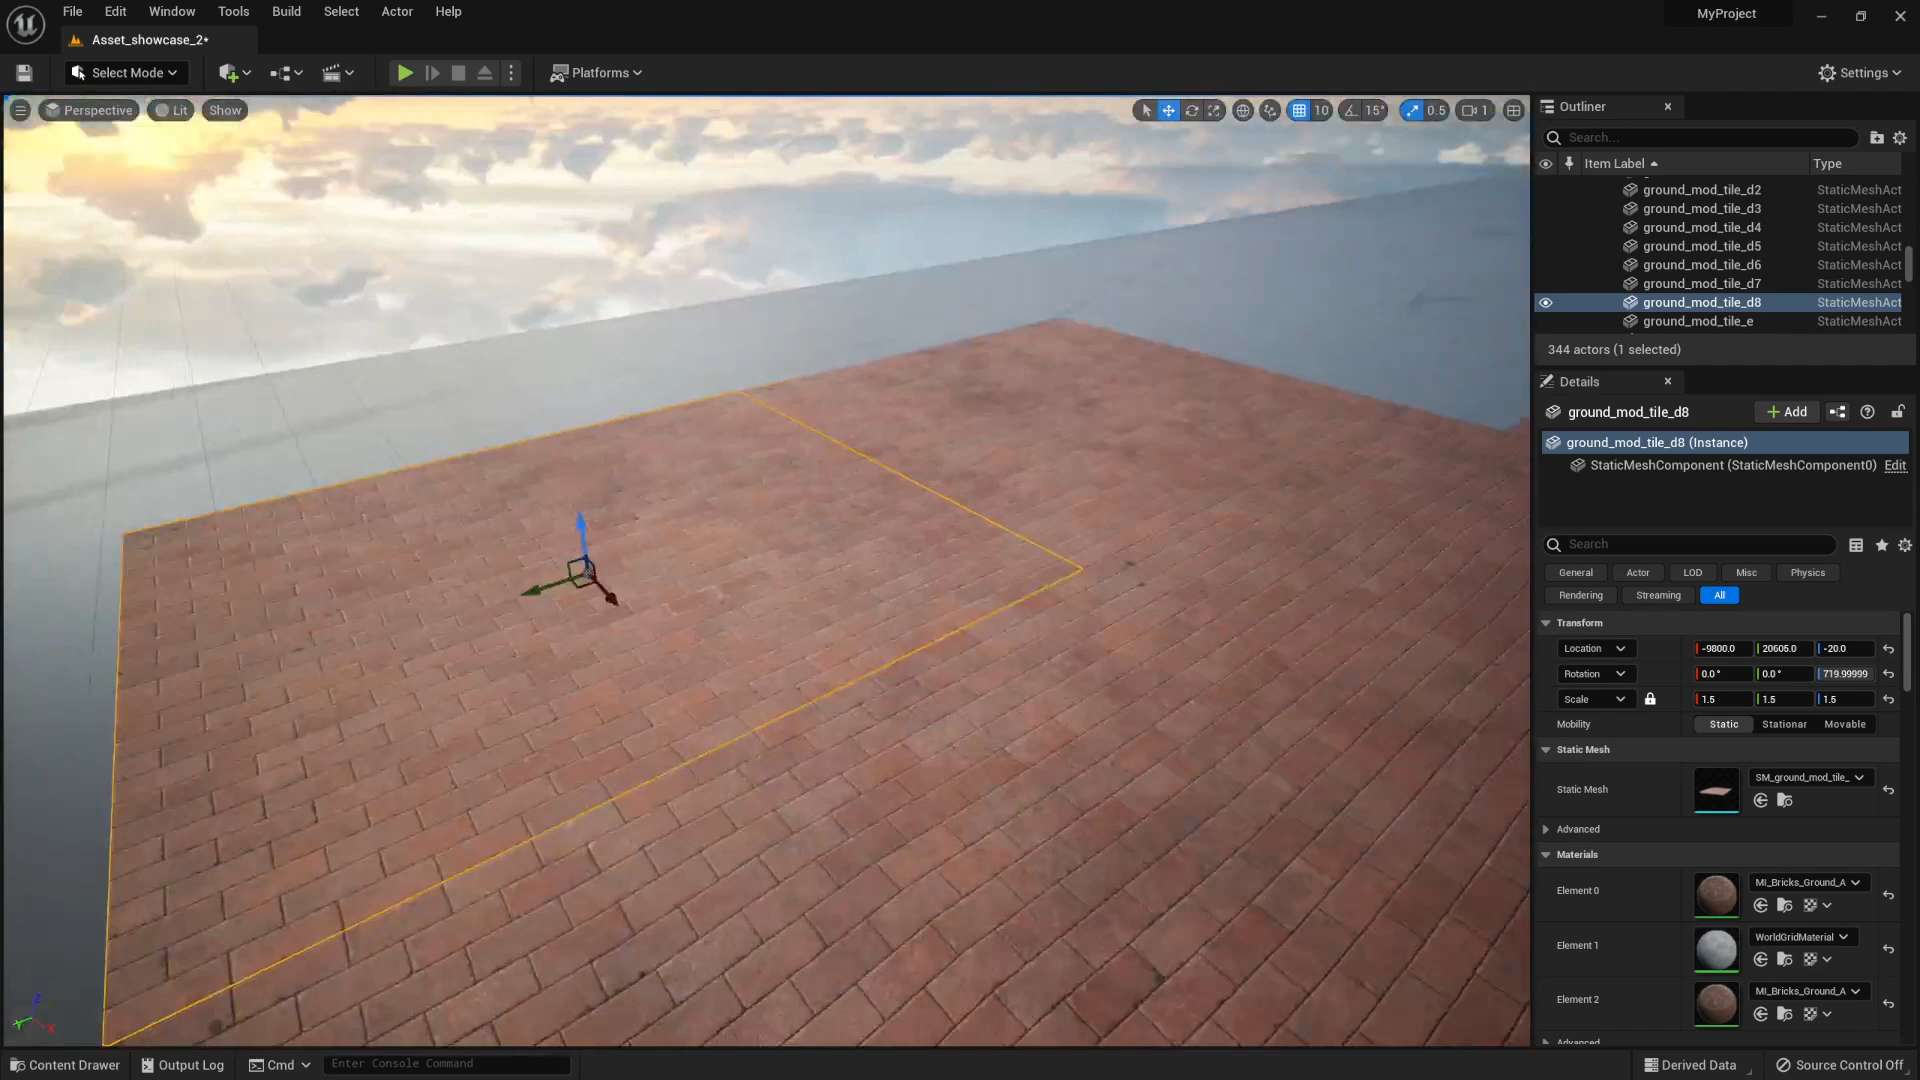 File Edit Window Tools Build Select Actor Help
MyProject
Asset_showcase_2*
Select Mode
Platforms
Settings
Perspective Lit Show
10 15° 0.5 1
Outliner
Search...
Item Label Type
ground_mod_tile_d2 StaticMeshAct
ground_mod_tile_d3 StaticMeshAct
ground_mod_tile_d4 StaticMeshAct
ground_mod_tile_d5 StaticMeshAct
ground_mod_tile_d6 StaticMeshAct
ground_mod_tile_d7 StaticMeshAct
ground_mod_tile_d8 StaticMeshAct
ground_mod_tile_e StaticMeshAct
344 actors (1 selected)
Details
ground_mod_tile_d8
Add
ground_mod_tile_d8 (Instance)
StaticMeshComponent (StaticMeshComponent0) Edit
Search
General Actor LOD Misc Physics
Rendering Streaming All
Transform
Location -9800.0 20605.0 -20.0
Rotation 0.0° 0.0° 719.99999
Scale 1.5 1.5 1.5
Mobility Static Stationar Movable
Static Mesh
Static Mesh SM_ground_mod_tile_
Advanced
Materials
Element 0 MI_Bricks_Ground_A
Element 1 WorldGridMaterial
Element 2 MI_Bricks_Ground_A
Advanced
Z
Y
X
Content Drawer Output Log Cmd Enter Console Command
Derived Data Source Control Off